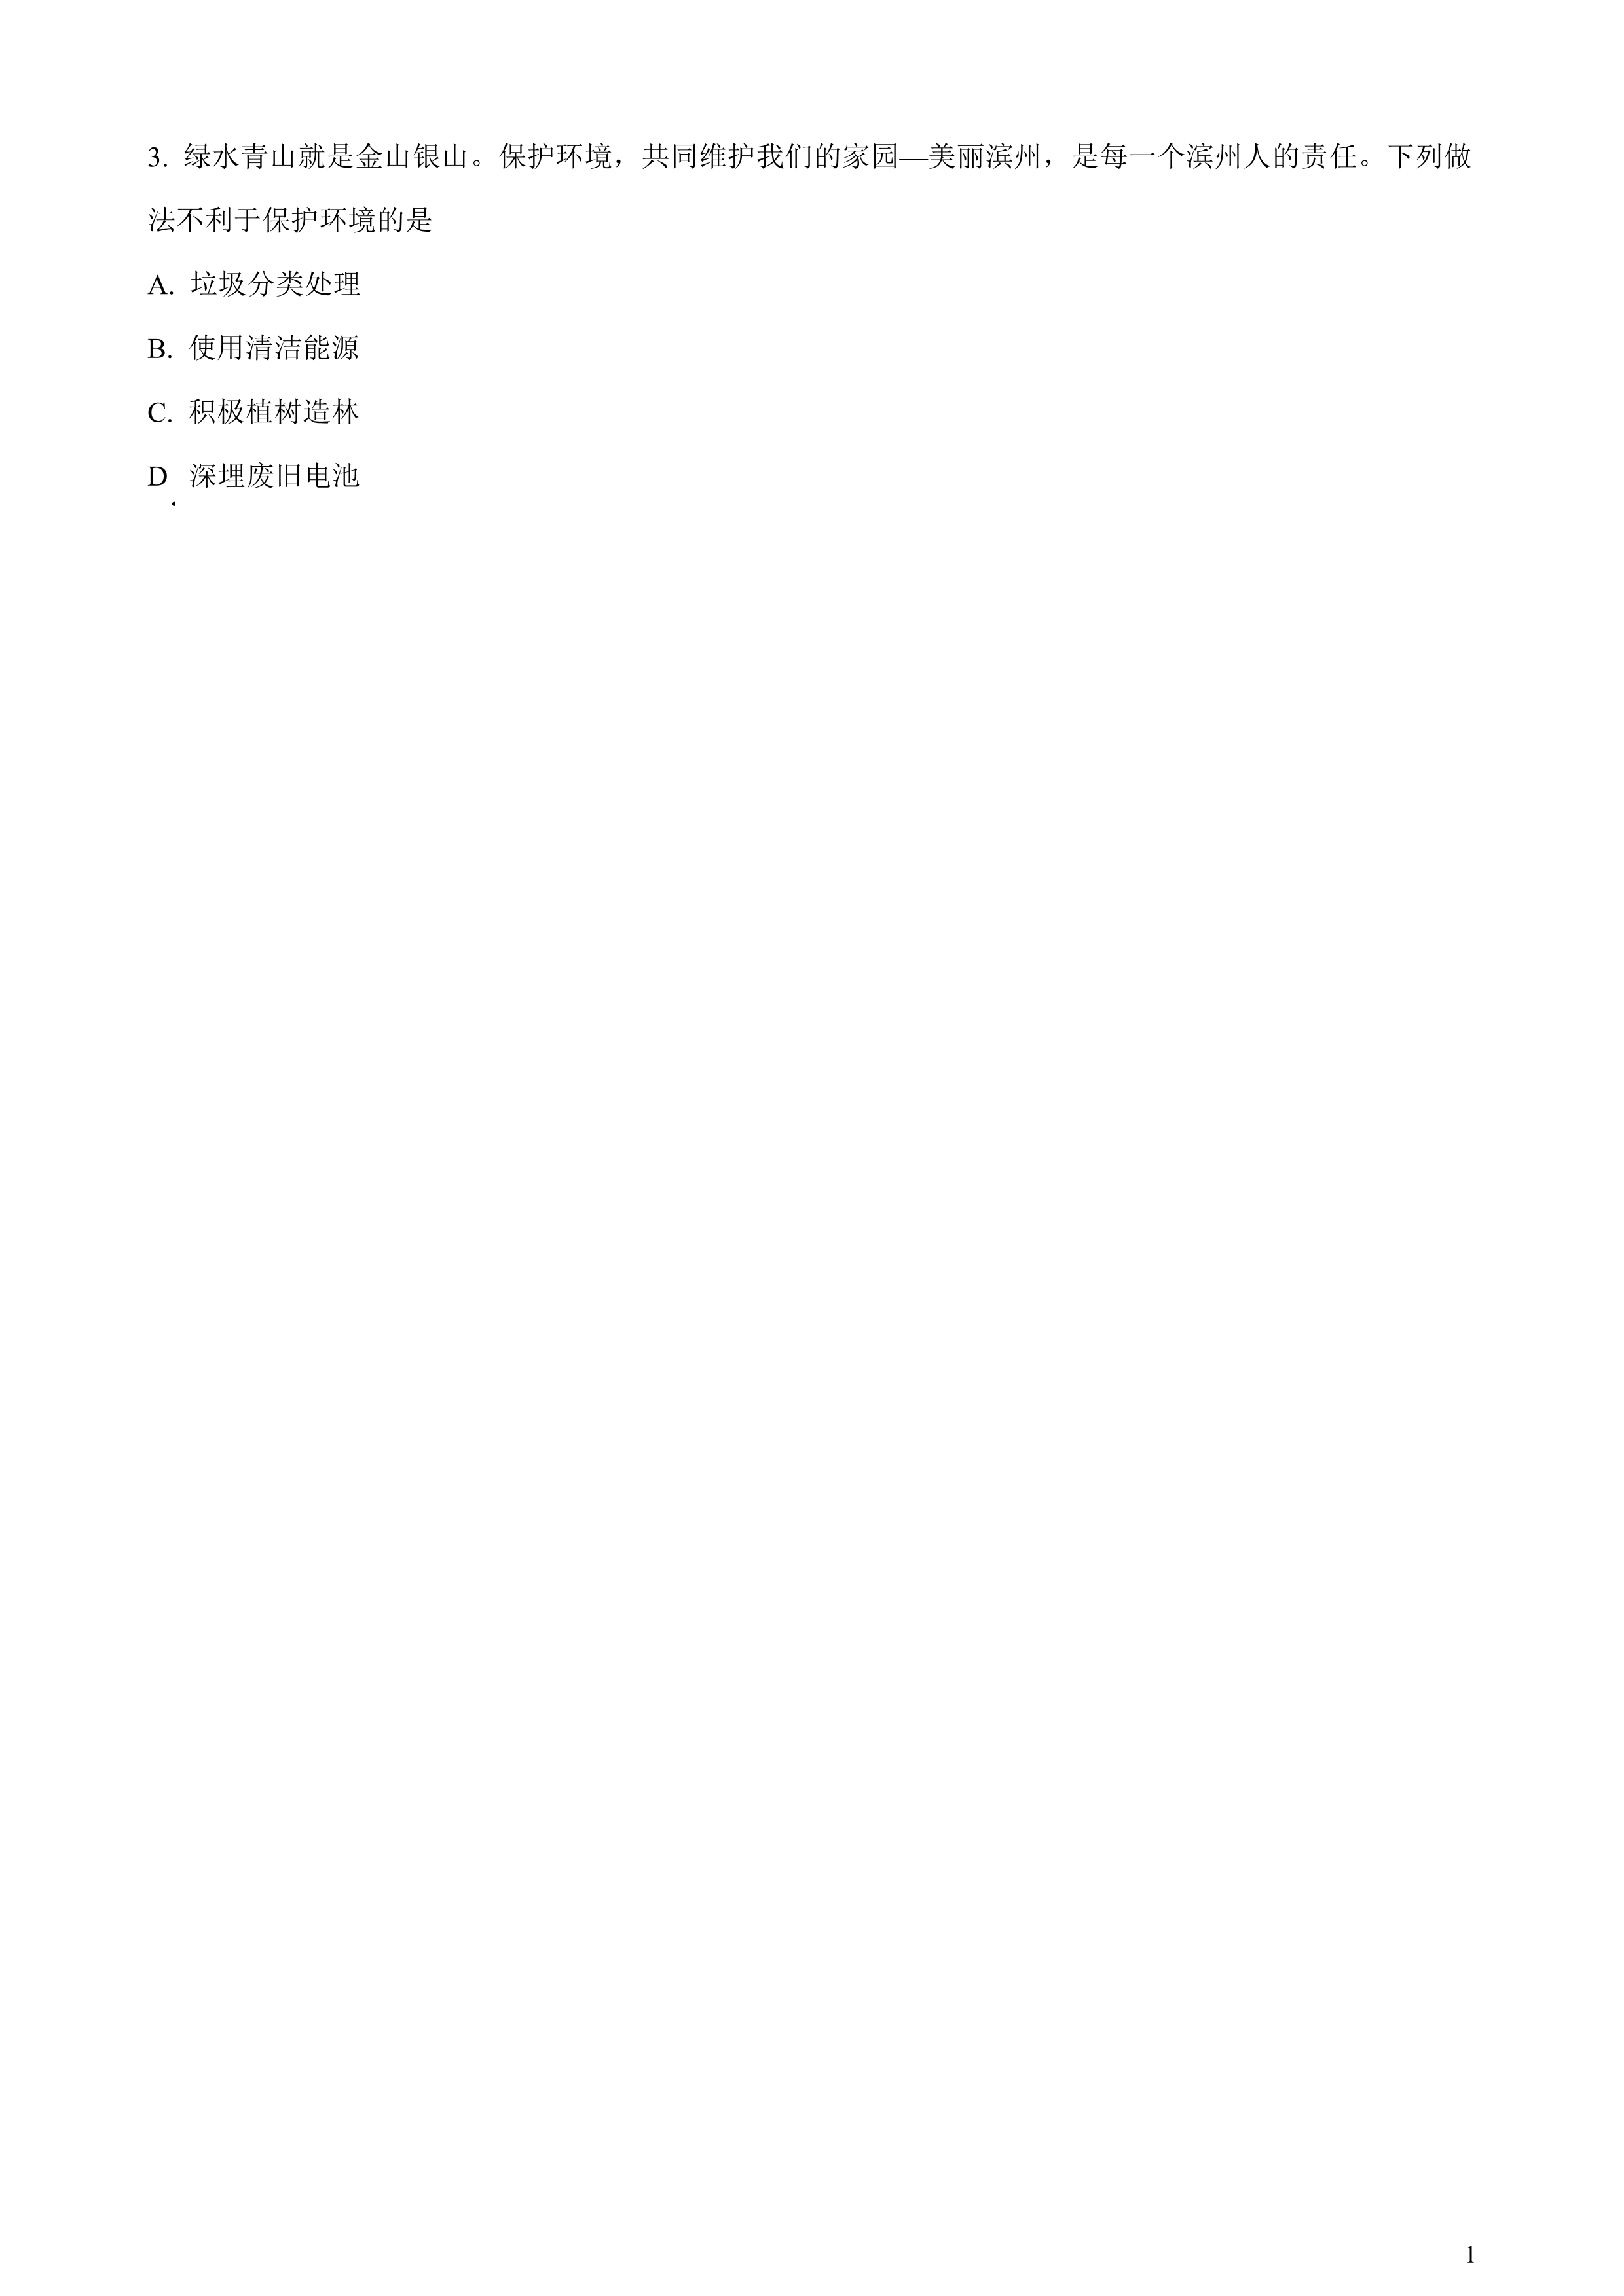 3. 绿水青山就是金山银山。保护环境，共同维护我们的家园—美丽滨州，是每一个滨州人的责任。下列做
法不利于保护环境的是
A. 垃圾分类处理
B. 使用清洁能源
C. 积极植树造林
D. 深埋废旧电池
1